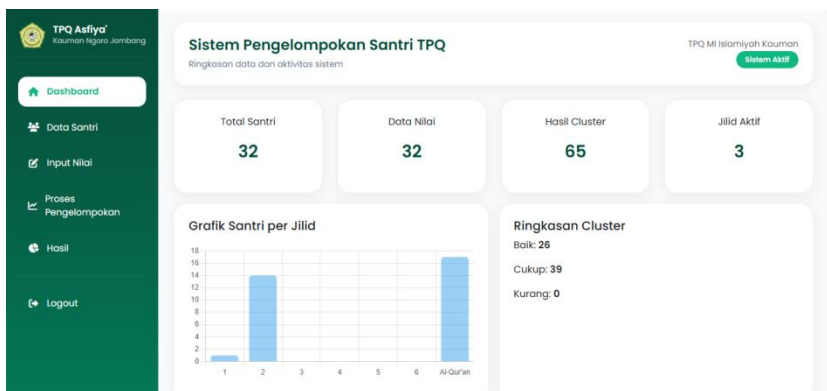 TPQ Asfiya'
Kauman Ngoro Jombang
Dashboard
Data Santri
Input Nilai
Proses
Pengelompokan
Hasil
Logout
Sistem Pengelompokan Santri TPQ
Ringkasan data dan aktivitas sistem
TPQ MI Islamiyah Kauman
Sistem Aktif
Total Santri
32
Data Nilai
32
Hasil Cluster
65
Jilid Aktif
3
Grafik Santri per Jilid
18
16
14
12
10
8
6
4
2
0
1 2 3 4 5 6 Al-Qur'an
Ringkasan Cluster
Baik: 26
Cukup: 39
Kurang: 0